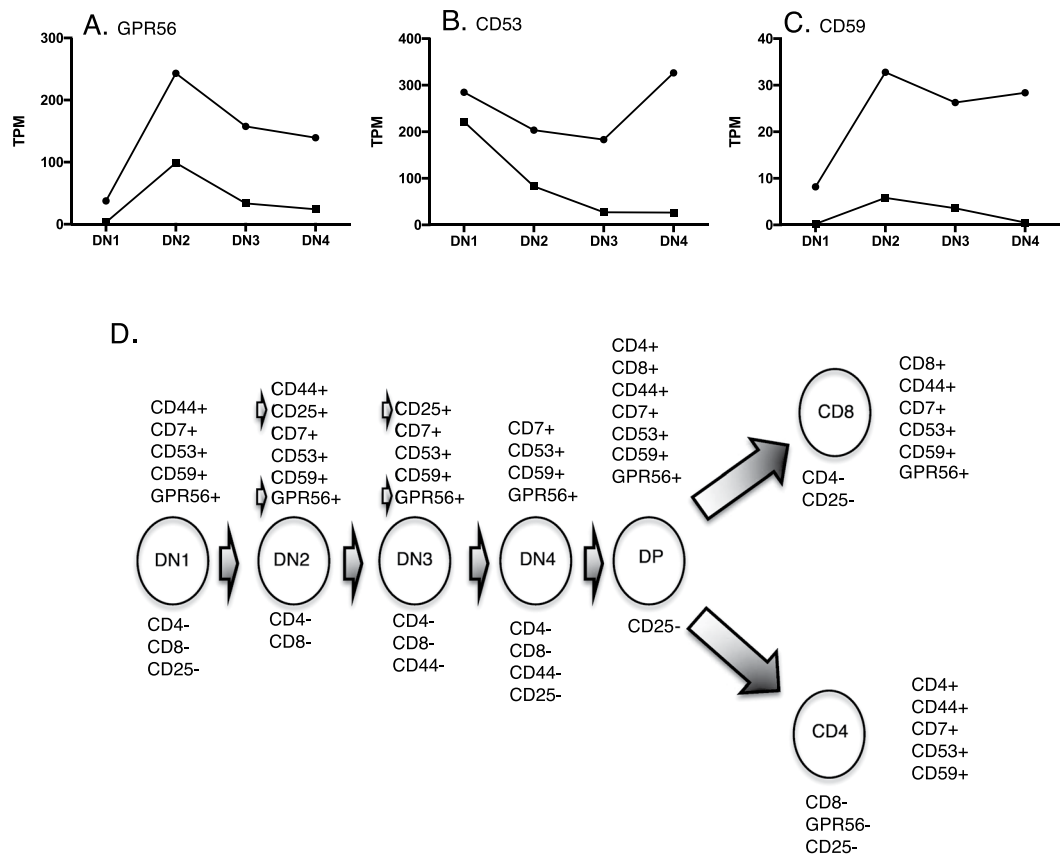 A. GPR56
300
200
100
0
TPM
DN1 DN2 DN3 DN4
B. CD53
400
300
200
100
0
TPM
DN1 DN2 DN3 DN4
C. CD59
40
30
20
10
0
TPM
DN1 DN2 DN3 DN4
D.
CD44+
CD7+
CD53+
CD59+
GPR56+
DN1
CD4-
CD8-
CD25-
CD44+
CD25+
CD7+
CD53+
CD59+
GPR56+
DN2
CD4-
CD8-
CD25+
CD7+
CD53+
CD59+
GPR56+
DN3
CD4-
CD8-
CD44-
CD7+
CD53+
CD59+
GPR56+
DN4
CD4-
CD8-
CD44-
CD25-
CD4+
CD8+
CD44+
CD7+
CD53+
CD59+
GPR56+
DP
CD25-
CD8
CD4-
CD25-
CD8+
CD44+
CD7+
CD53+
CD59+
GPR56+
CD4
CD8-
GPR56-
CD25-
CD4+
CD44+
CD7+
CD53+
CD59+